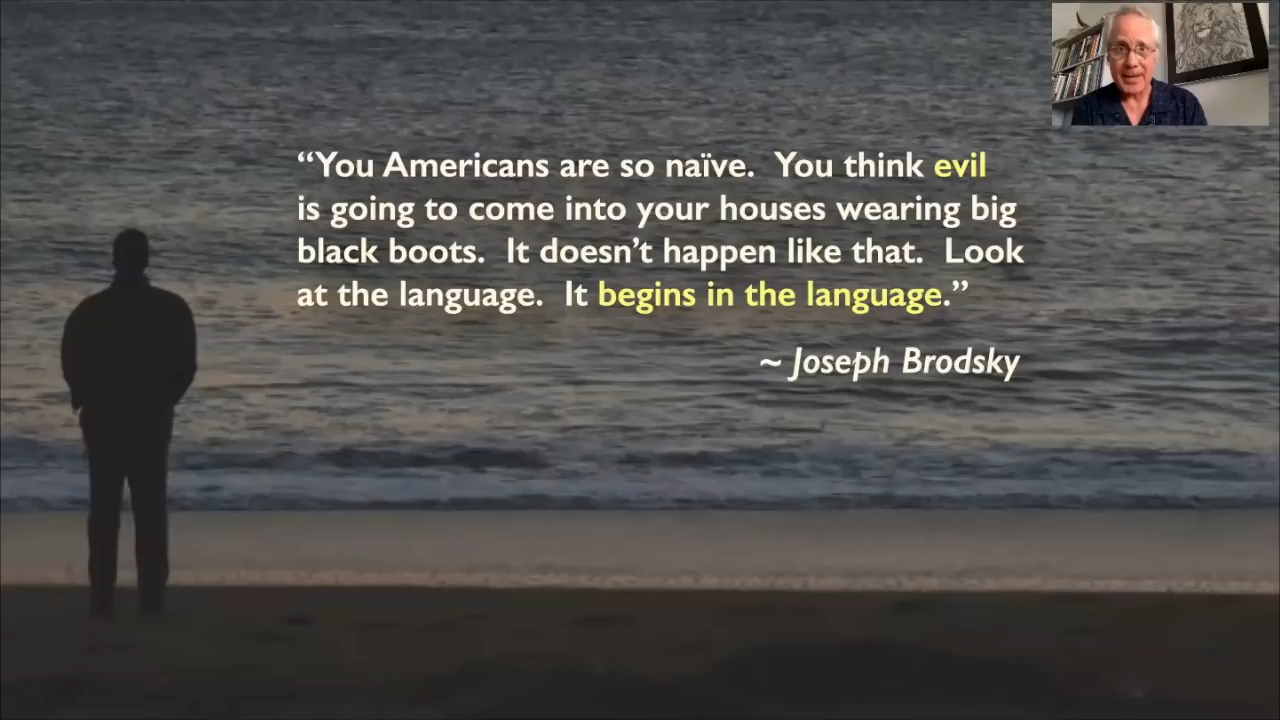 “You Americans are so naïve.  You think evil
is going to come into your houses wearing big
black boots.  It doesn’t happen like that.  Look
at the language.  It begins in the language.”
~ Joseph Brodsky